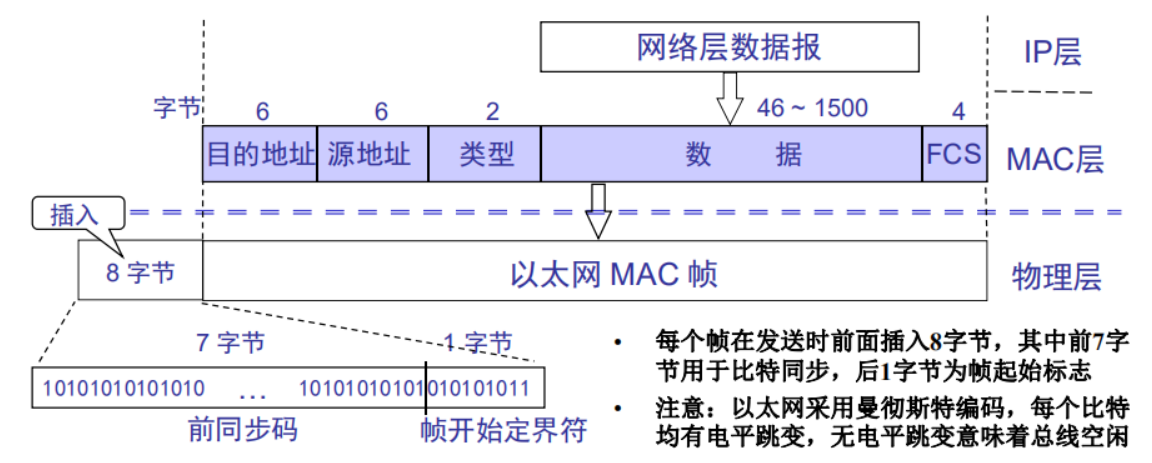 网络层数据报
IP层
字节 6 6 2 46 ~ 1500 4
目的地址 源地址 类型 数 据 FCS
MAC层
插入
8 字节
以太网 MAC 帧
物理层
7 字节 1 字节
10101010101010 … 10101010101010101011
前同步码 帧开始定界符
• 每个帧在发送时前面插入8字节，其中前7字
节用于比特同步，后1字节为帧起始标志
• 注意：以太网采用曼彻斯特编码，每个比特
均有电平跳变，无电平跳变意味着总线空闲